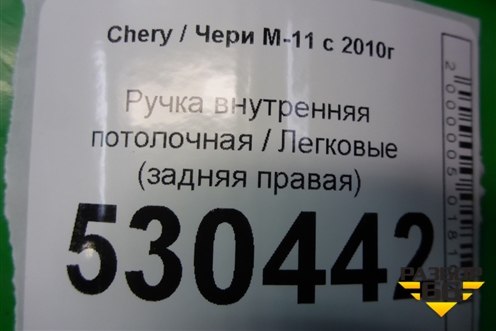 Chery / Чери М-11 с 2010г
Ручка внутренняя
потолочная / Легковые
(задняя правая)
530442